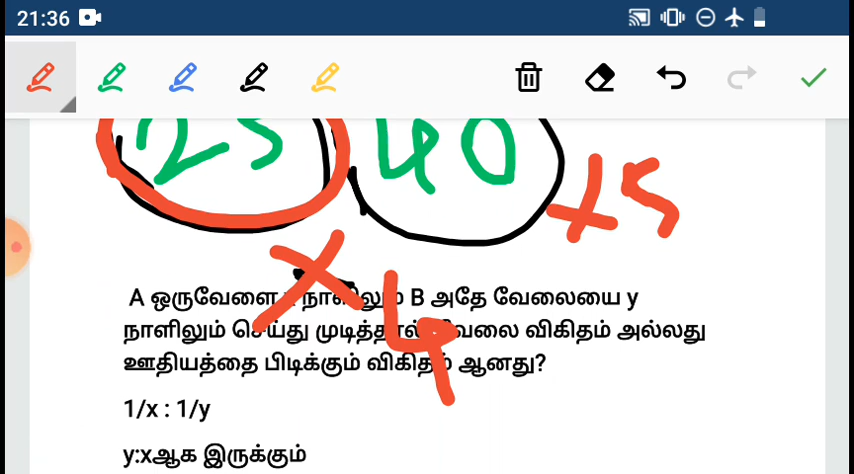 21:36
25 40 +5
×4
A ஒருவேளை x நாளிலும் B அதே வேலையை y
நாளிலும் செய்து முடித்தால் வேலை விகிதம் அல்லது
ஊதியத்தை பிடிக்கும் விகிதம் ஆனது?
1/x : 1/y
y:xஆக இருக்கும்